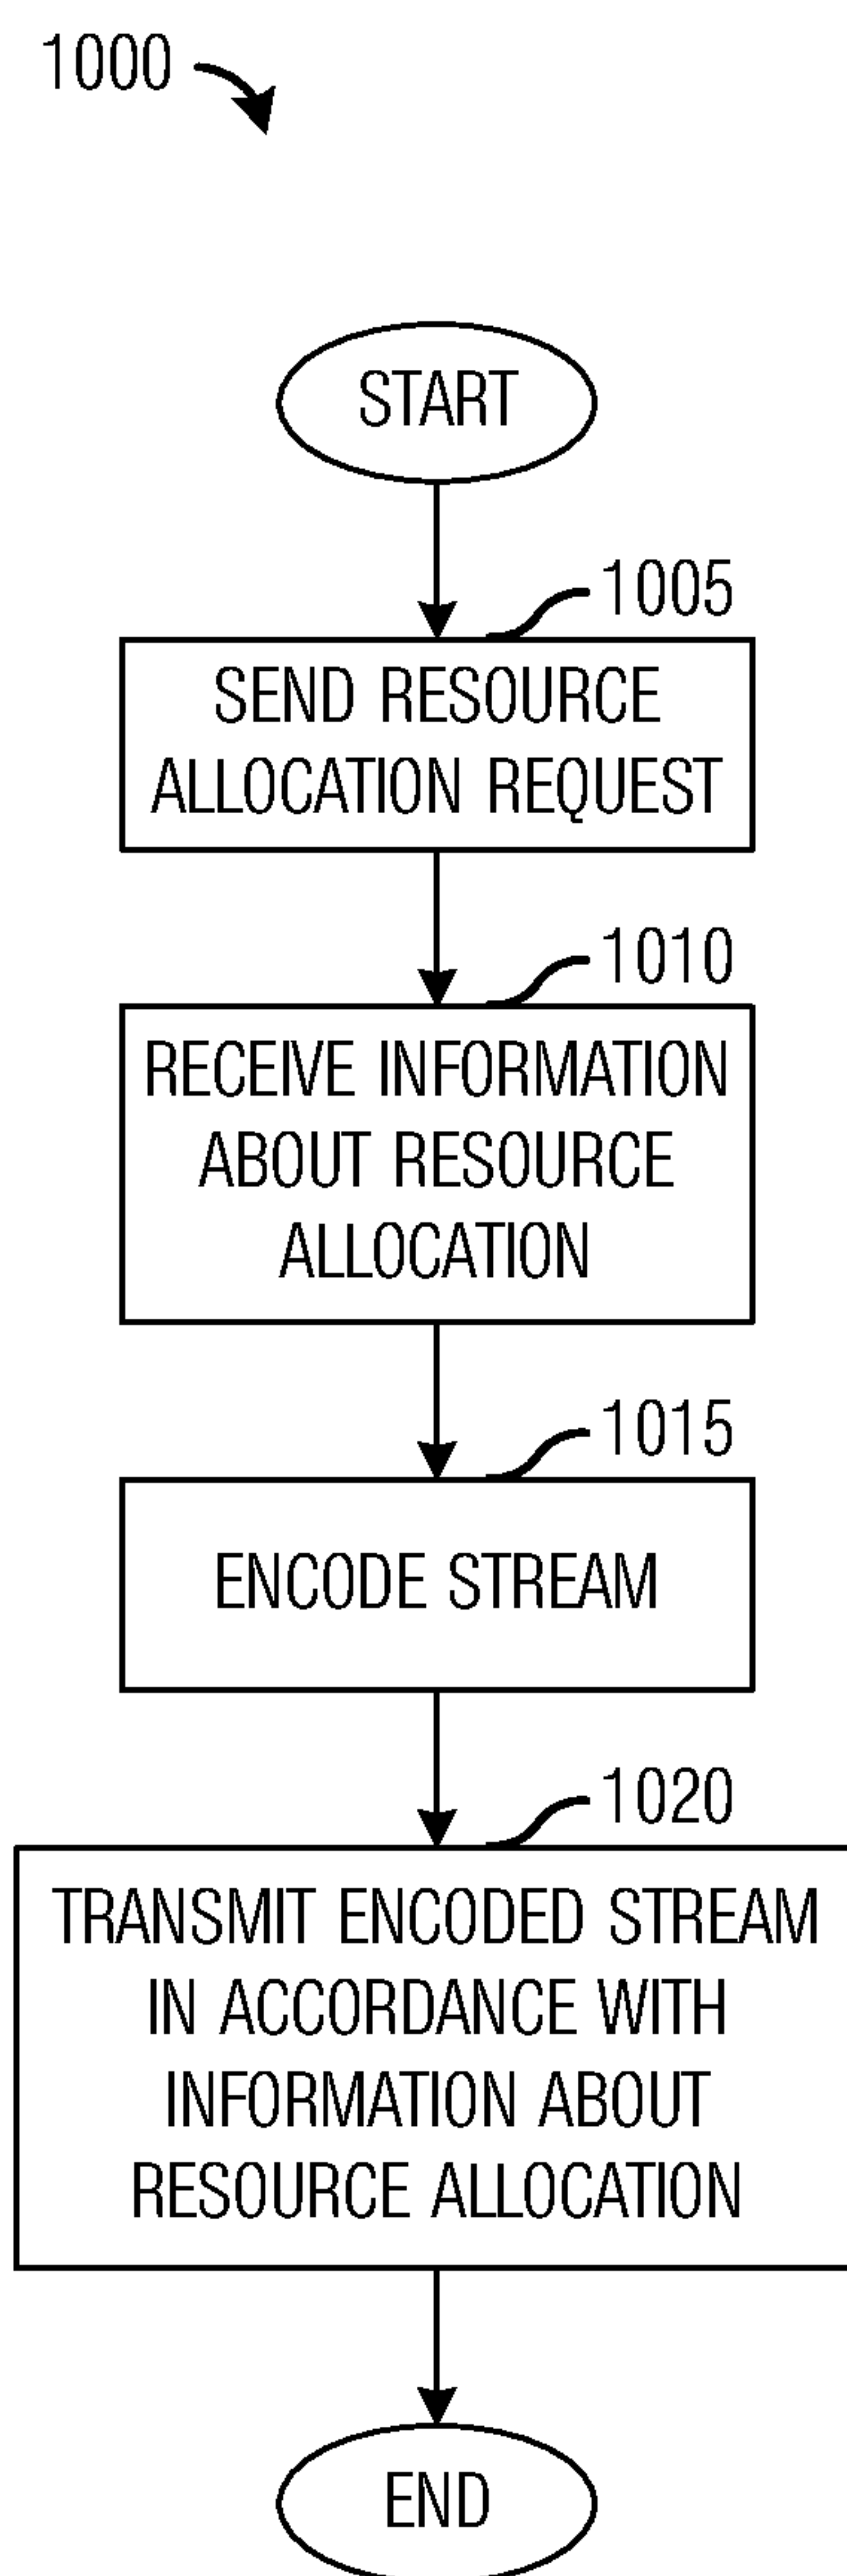 1000
START
1005
SEND RESOURCE
ALLOCATION REQUEST
1010
RECEIVE INFORMATION
ABOUT RESOURCE
ALLOCATION
1015
ENCODE STREAM
1020
TRANSMIT ENCODED STREAM
IN ACCORDANCE WITH
INFORMATION ABOUT
RESOURCE ALLOCATION
END